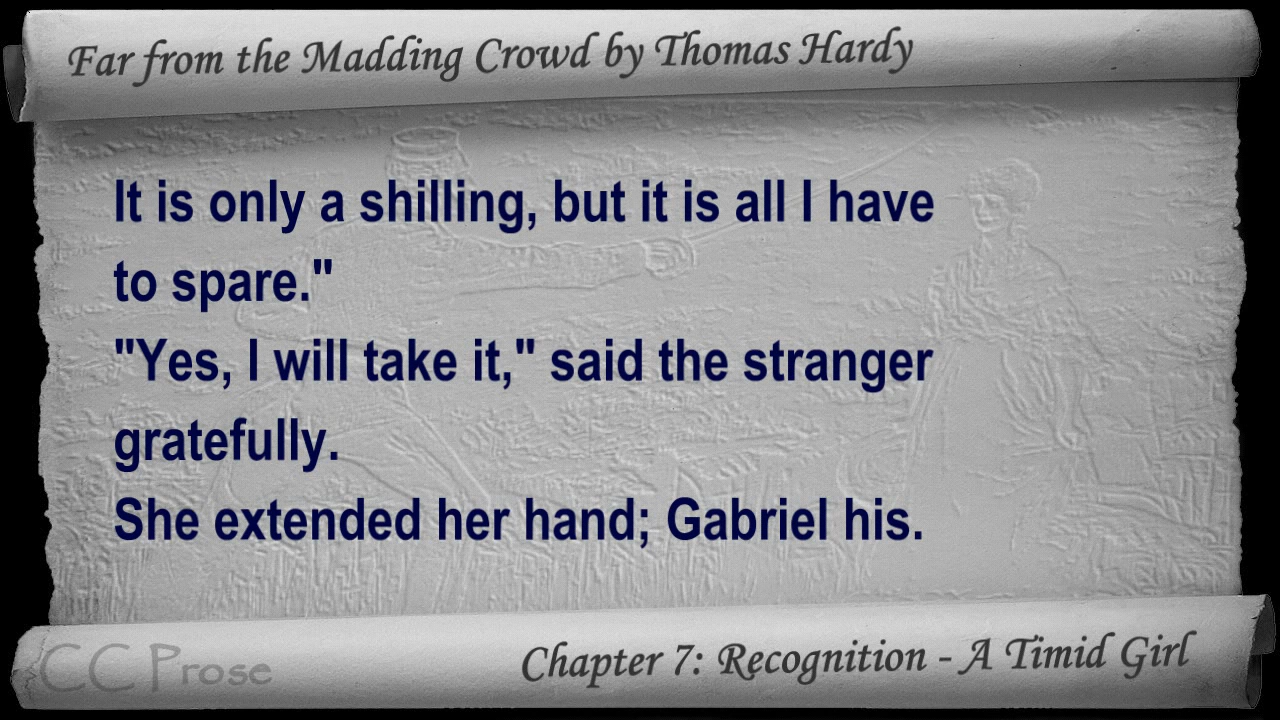 Far from the Madding Crowd by Thomas Hardy
It is only a shilling, but it is all I have
to spare."
"Yes, I will take it," said the stranger
gratefully.
She extended her hand; Gabriel his.
CC Prose
Chapter 7: Recognition - A Timid Girl